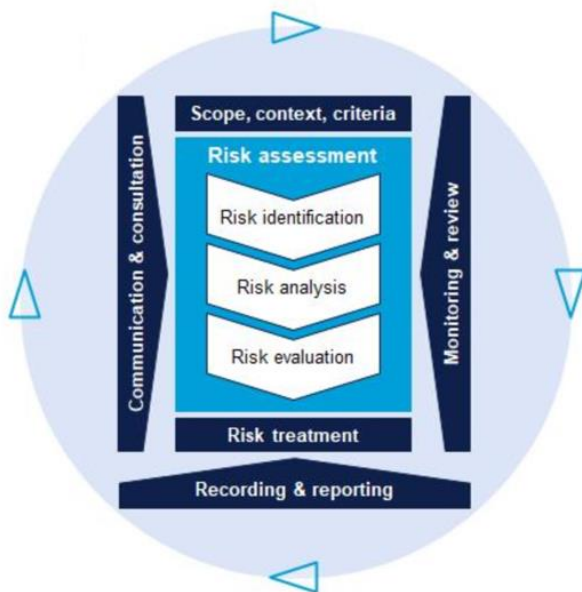 Scope, context, criteria
Risk assessment
Risk identification
Risk analysis
Risk evaluation
Risk treatment
Communication & consultation
Monitoring & review
Recording & reporting